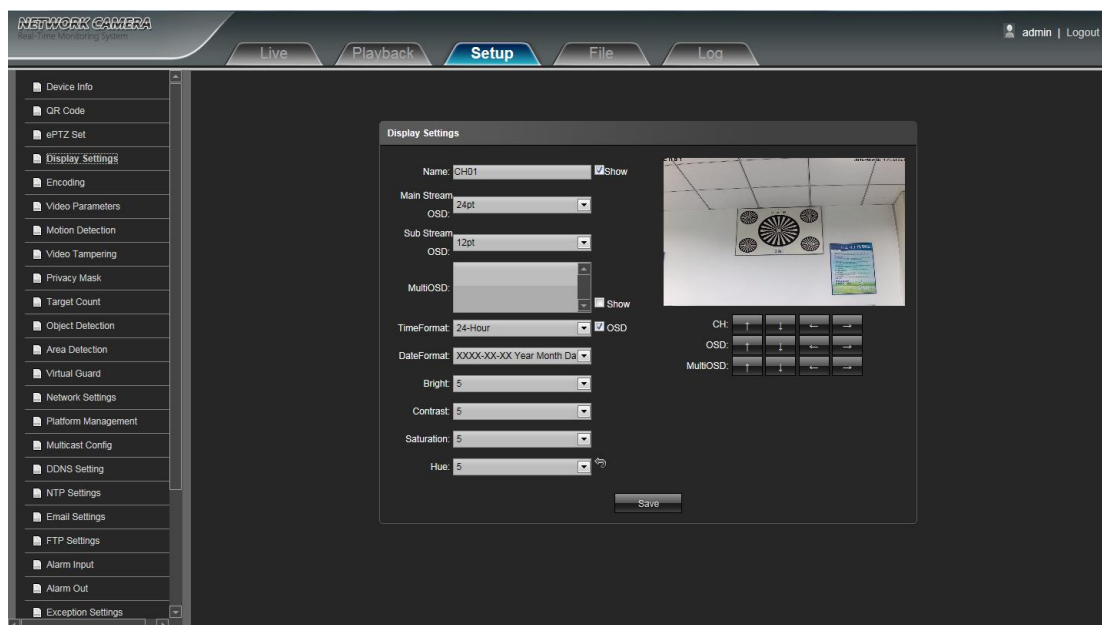 NETWORK CAMERA
Real-Time Monitoring System
admin | Logout
Live
Playback
Setup
File
Log
Device Info
QR Code
ePTZ Set
Display Settings
Encoding
Video Parameters
Motion Detection
Video Tampering
Privacy Mask
Target Count
Object Detection
Area Detection
Virtual Guard
Network Settings
Platform Management
Multicast Config
DDNS Setting
NTP Settings
Email Settings
FTP Settings
Alarm Input
Alarm Out
Exception Settings
Display Settings
Name: CH01 Show
Main Stream
OSD: 24pt
Sub Stream
OSD: 12pt
MultiOSD: Show
TimeFormat: 24-Hour OSD
DateFormat: XXXX-XX-XX Year Month Da
Bright: 5
Contrast: 5
Saturation: 5
Hue: 5
Save
CH01
CH: ↑ ↓ ← →
OSD: ↑ ↓ ← →
MultiOSD: ↑ ↓ ← →